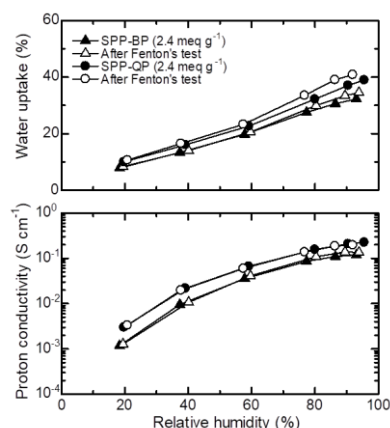 60
SPP-BP (2.4 meq g⁻¹)
After Fenton's test
SPP-QP (2.4 meq g⁻¹)
After Fenton's test
40
20
0
Water uptake (%)
10⁰
10⁻¹
10⁻²
10⁻³
10⁻⁴
Proton conductivity (S cm⁻¹)
0 20 40 60 80 100
Relative humidity (%)